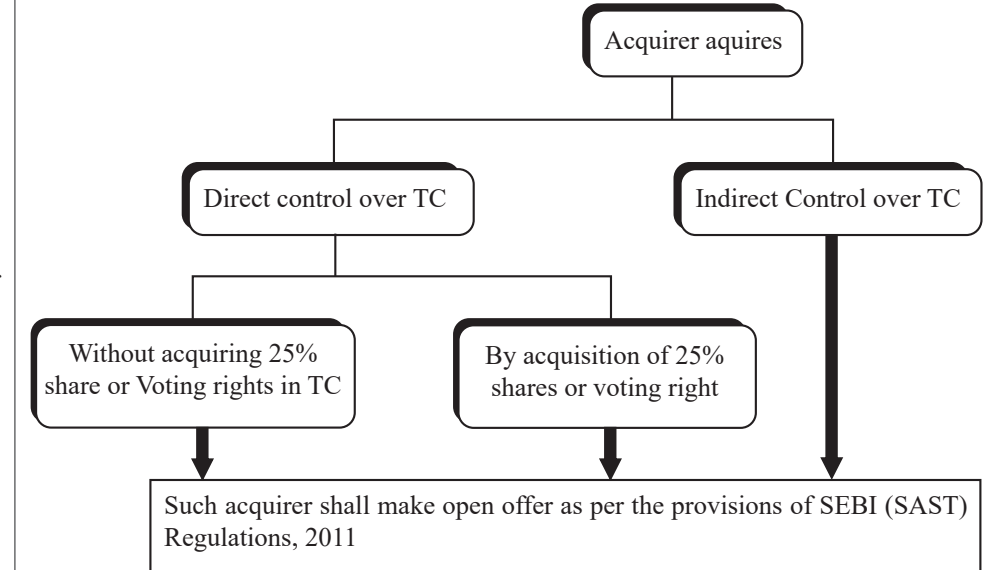 Acquirer aquires
Direct control over TC
Indirect Control over TC
Without acquiring 25%
share or Voting rights in TC
By acquisition of 25%
shares or voting right
Such acquirer shall make open offer as per the provisions of SEBI (SAST)
Regulations, 2011